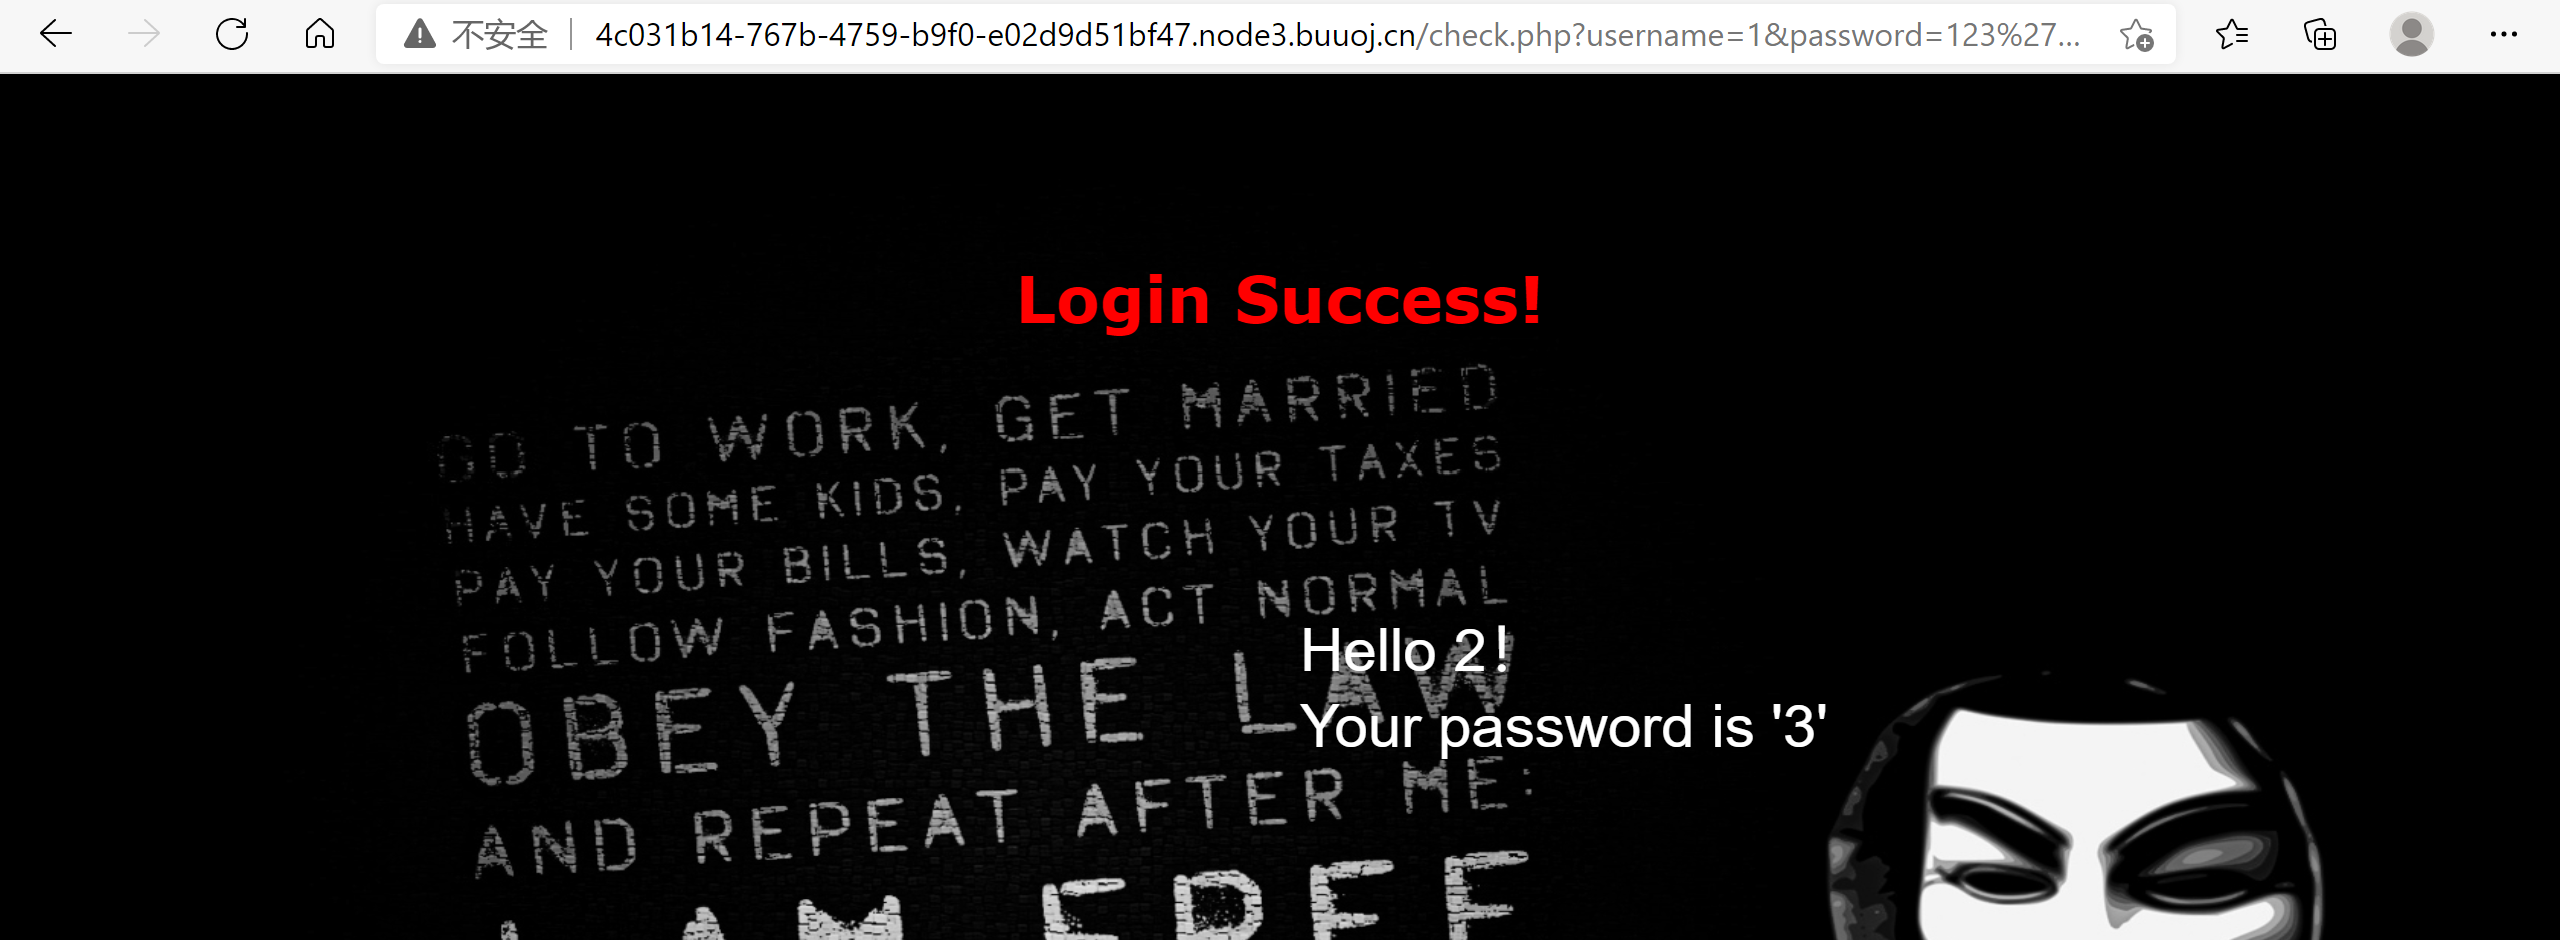 不安全 4c031b14-767b-4759-b9f0-e02d9d51bf47.node3.buuoj.cn/check.php?username=1&password=123%27...
Login Success!
GO TO WORK, GET MARRIED
HAVE SOME KIDS, PAY YOUR TAXES
PAY YOUR BILLS, WATCH YOUR TV
FOLLOW FASHION, ACT NORMAL
OBEY THE LAW
Hello 2!
Your password is '3'
AND REPEAT AFTER ME:
I AM FREE